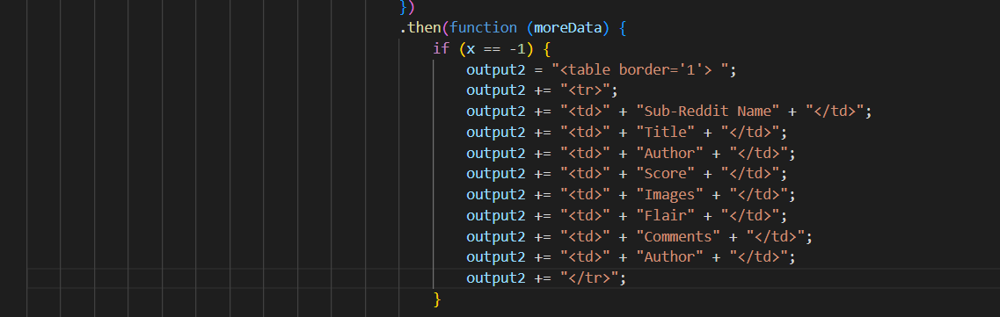 })
.then(function (moreData) {
if (x == -1) {
output2 = "<table border='1'> ";
output2 += "<tr>";
output2 += "<td>" + "Sub-Reddit Name" + "</td>";
output2 += "<td>" + "Title" + "</td>";
output2 += "<td>" + "Author" + "</td>";
output2 += "<td>" + "Score" + "</td>";
output2 += "<td>" + "Images" + "</td>";
output2 += "<td>" + "Flair" + "</td>";
output2 += "<td>" + "Comments" + "</td>";
output2 += "<td>" + "Author" + "</td>";
output2 += "</tr>";
}